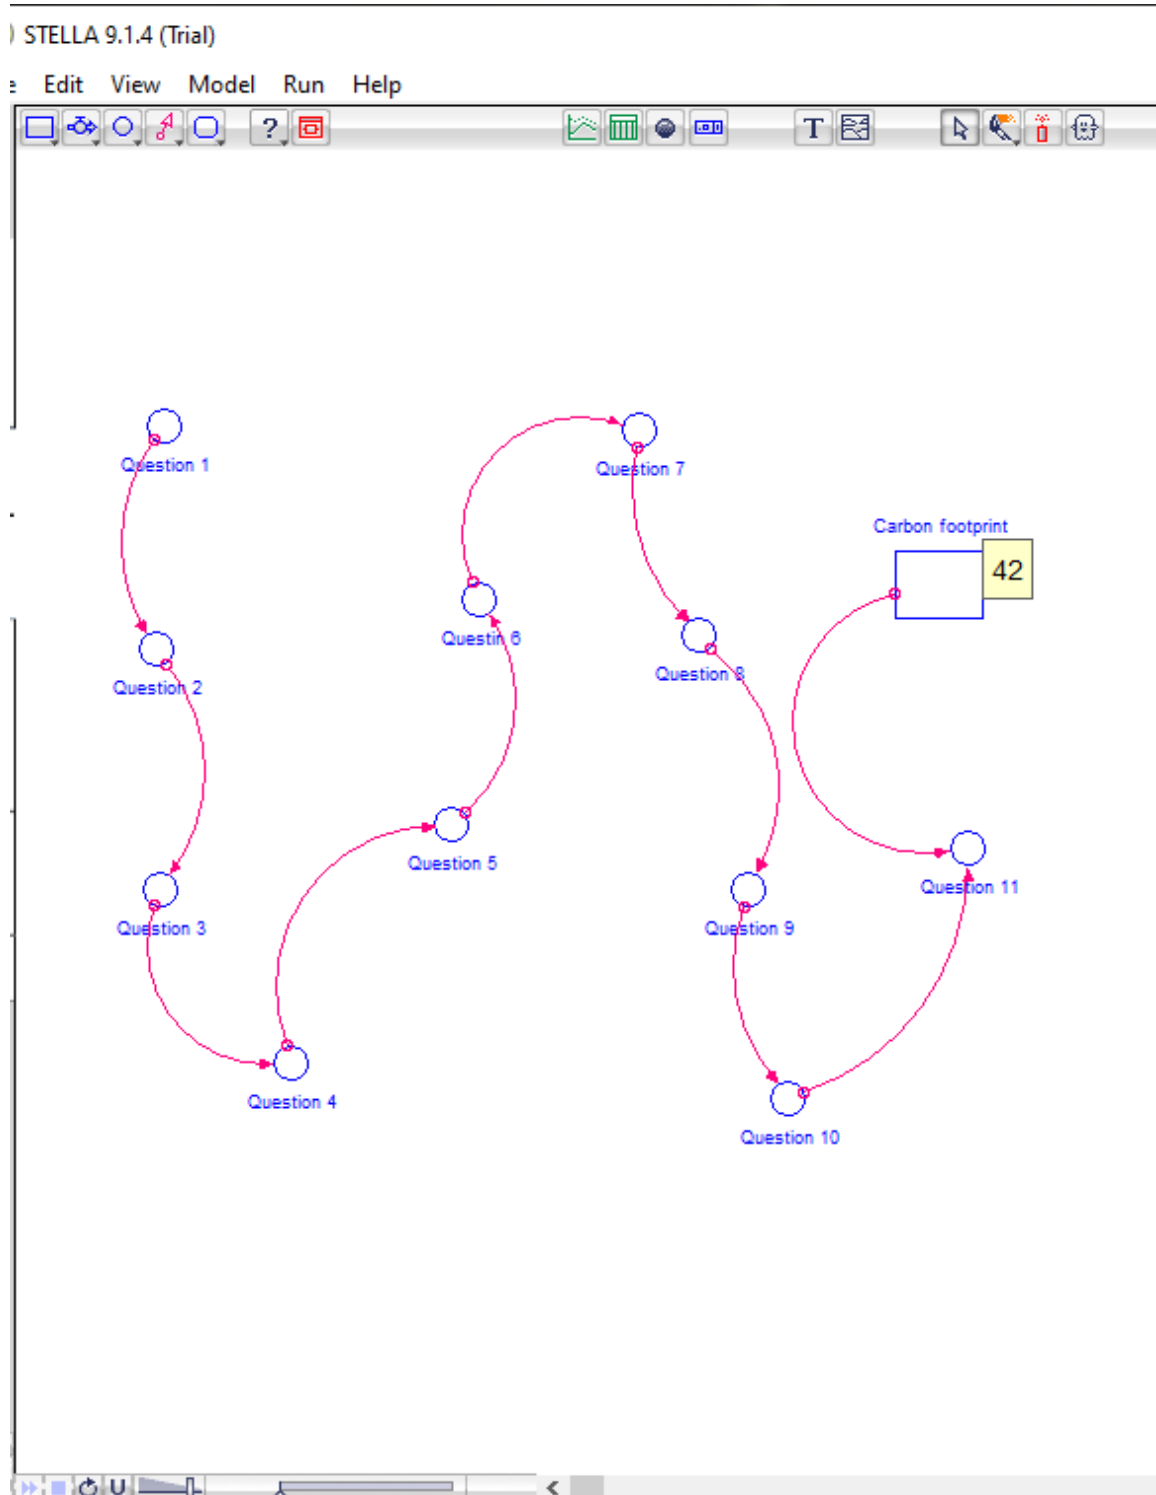 STELLA 9.1.4 (Trial)
Edit View Model Run Help
? T
Question 1
Question 7
Carbon footprint
42
Questin 6
Question 8
Question 2
Question 5
Question 11
Question 3
Question 9
Question 4
Question 10
U